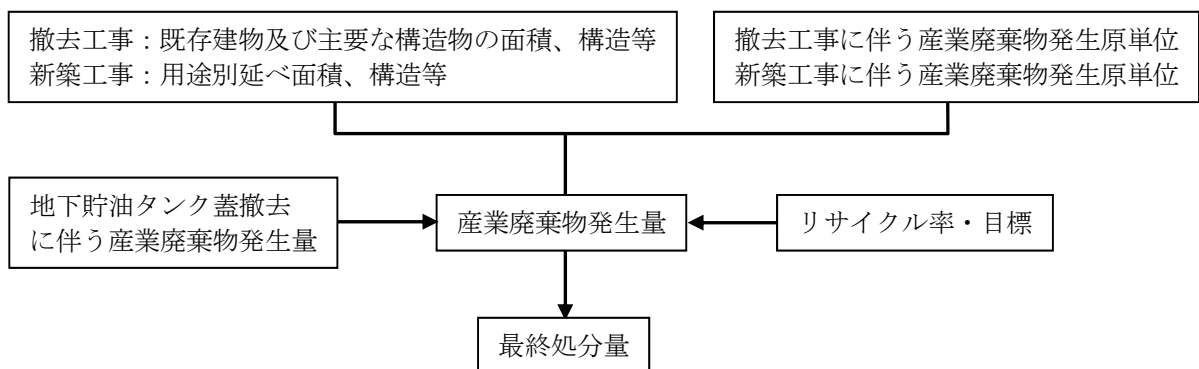 撤去工事：既存建物及び主要な構造物の面積、構造等
新築工事：用途別延べ面積、構造等
撤去工事に伴う産業廃棄物発生原単位
新築工事に伴う産業廃棄物発生原単位
地下貯油タンク蓋撤去
に伴う産業廃棄物発生量
産業廃棄物発生量
リサイクル率・目標
最終処分量